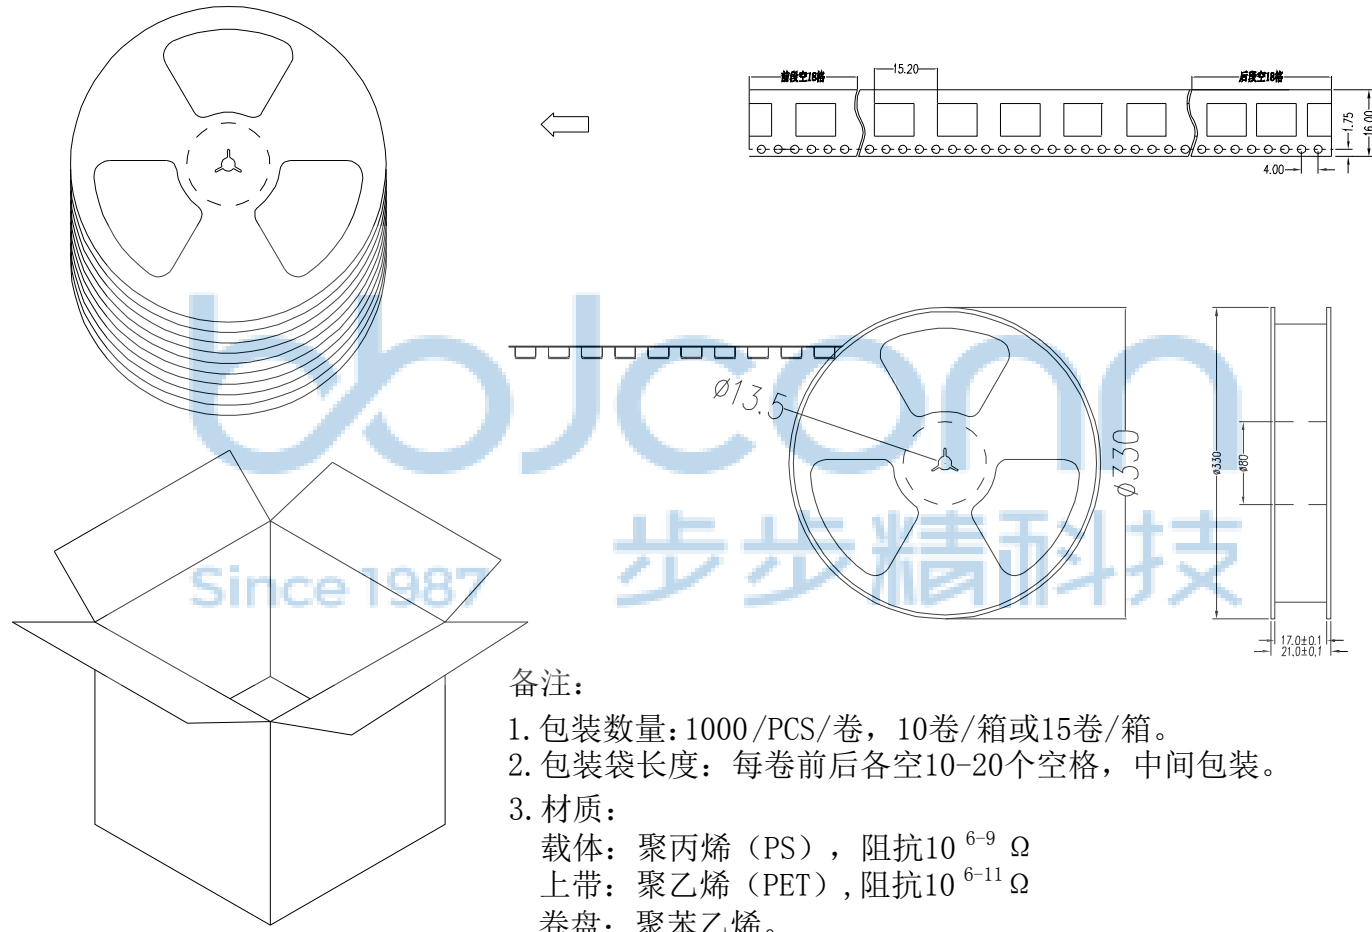 前段空18格
15.20
后段空18格
1.75
16.00
4.00
bbjconn
Since 1987
步步精科技
ø13.5
ø330
ø330
ø80
17.0±0.1
21.0±0.1
备注：
1.包装数量:1000/PCS/卷，10卷/箱或15卷/箱。
2.包装袋长度：每卷前后各空10-20个空格，中间包装。
3.材质：
载体：聚丙烯（PS），阻抗10 6-9 Ω
上带：聚乙烯（PET）,阻抗10 6-11 Ω
卷盘：聚苯乙烯。